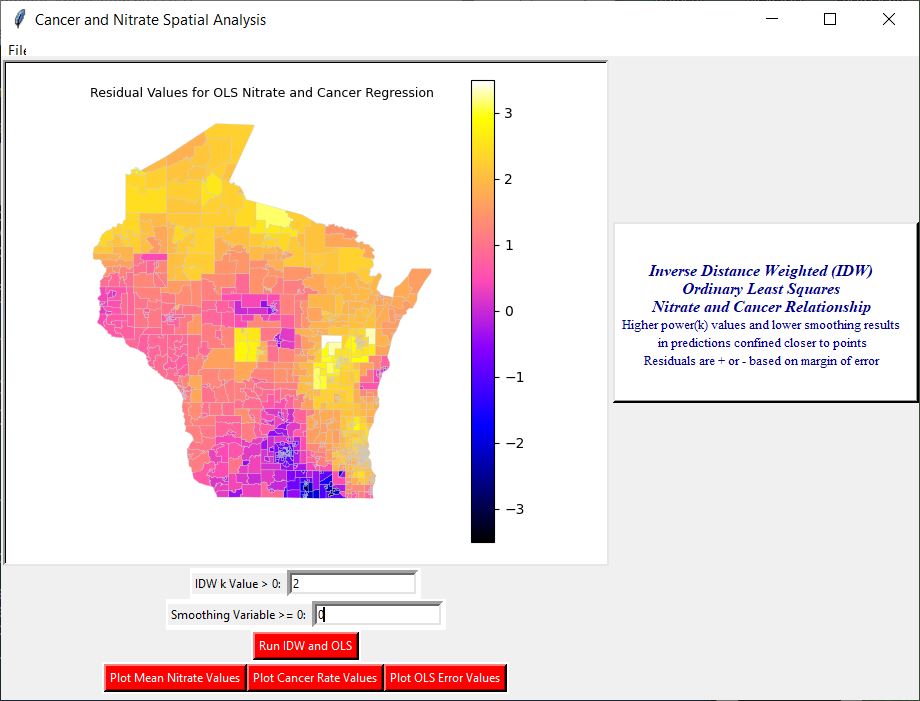 Cancer and Nitrate Spatial Analysis
File
Residual Values for OLS Nitrate and Cancer Regression
3
2
1
0
−1
−2
−3
Inverse Distance Weighted (IDW)
Ordinary Least Squares
Nitrate and Cancer Relationship
Higher power(k) values and lower smoothing results
in predictions confined closer to points
Residuals are + or - based on margin of error
IDW k Value > 0: 2
Smoothing Variable >= 0: 0
Run IDW and OLS
Plot Mean Nitrate Values Plot Cancer Rate Values Plot OLS Error Values